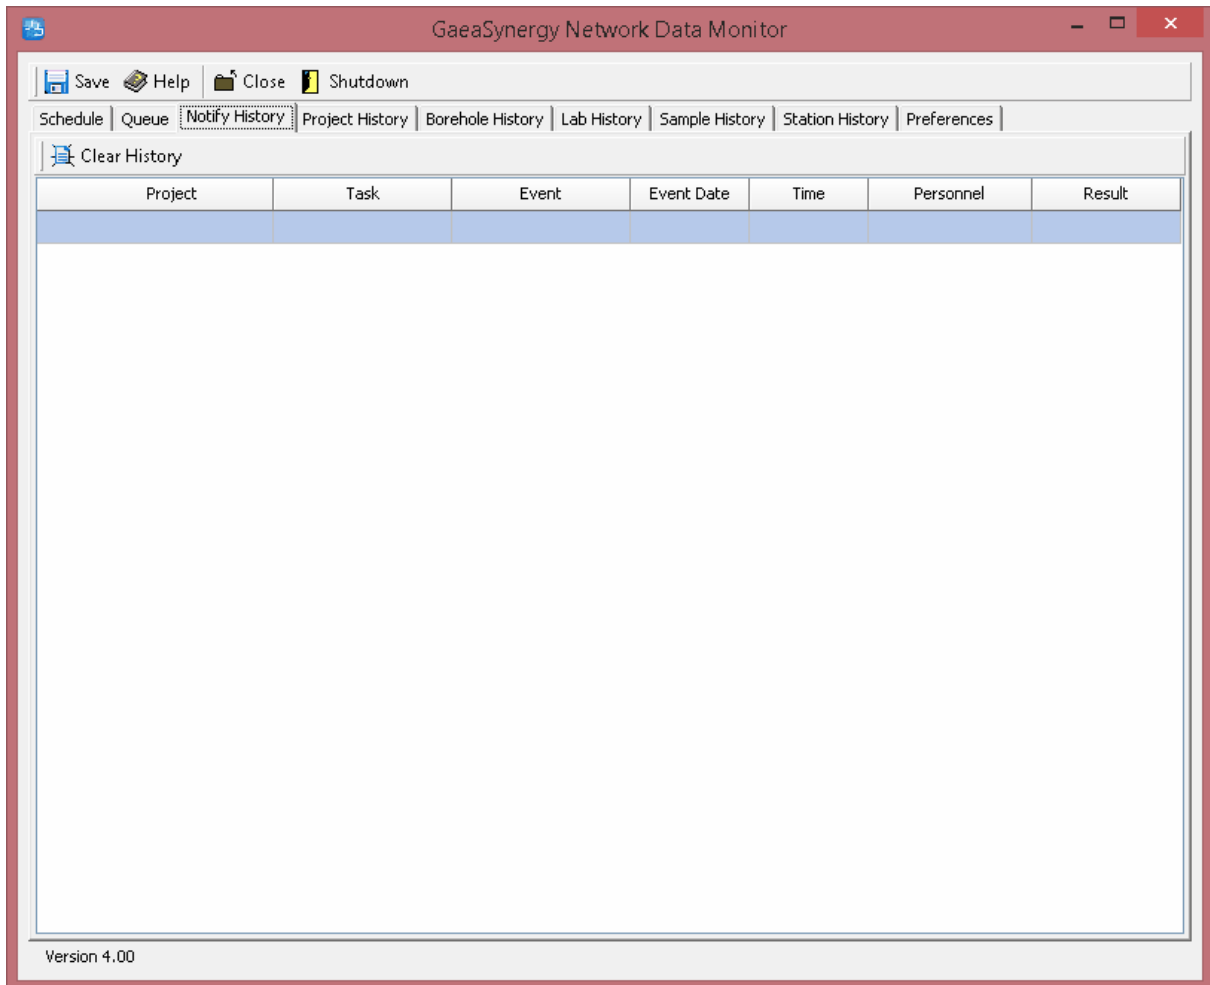 GaeaSynergy Network Data Monitor
Save Help Close Shutdown
Schedule Queue Notify History Project History Borehole History Lab History Sample History Station History Preferences
Clear History
Project Task Event Event Date Time Personnel Result
Version 4.00